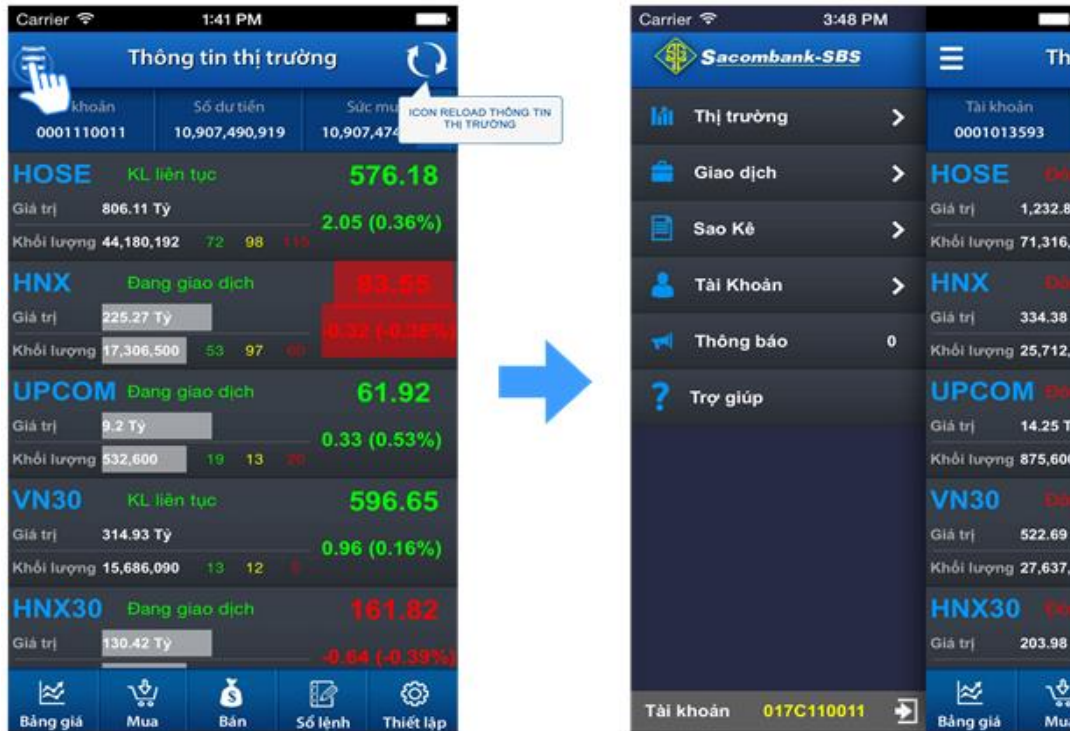 Carrier 1:41 PM
Thông tin thị trường
khoản Số dư tiền Sức mu
0001110011 10,907,490,919 10,907,474
ICON RELOAD THÔNG TIN
THỊ TRƯỜNG
HOSE KL liên tục 576.18
Giá trị 806.11 Tỷ
2.05 (0.36%)
Khối lượng 44,180,192 72 98
HNX Đang giao dịch 83.55
Giá trị 225.27 Tỷ
-0.32 (-0.38%)
Khối lượng 17,306,500 53 97
UPCOM Đang giao dịch 61.92
Giá trị 9.2 Tỷ
0.33 (0.53%)
Khối lượng 532,600 19 13 20
VN30 KL liên tục 596.65
Giá trị 314.93 Tỷ
0.96 (0.16%)
Khối lượng 15,686,090 13 12
HNX30 Đang giao dịch 161.82
Giá trị 130.42 Tỷ
-0.64 (-0.39%)
Bảng giá Mua Bán Sổ lệnh Thiết lập
Carrier 3:48 PM
Sacombank-SBS
Thị trường
Giao dịch
Sao Kê
Tài Khoản
Thông báo 0
Trợ giúp
Tài khoản 017C110011
Th
Tài khoản
0001013593
HOSE
Giá trị 1,232.8
Khối lượng 71,316,
HNX
Giá trị 334.38
Khối lượng 25,712,
UPCOM
Giá trị 14.25 T
Khối lượng 875,600
VN30
Giá trị 522.69
Khối lượng 27,637,
HNX30
Giá trị 203.98
Bảng giá Mua